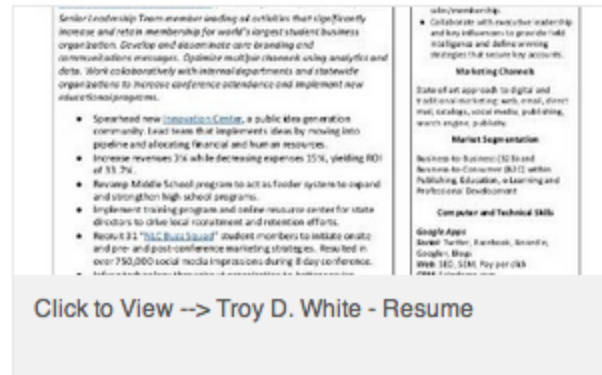 Senior Leadership Team member leading all activities that significantly
increase and retain membership for world's largest student business
organization. Develop and disseminate core branding and
communications messages. Optimize multiple channels using analytics and
data. Work collaboratively with internal departments and statewide
organizations to increase conference attendance and implement new
educational programs.
• Spearhead new Innovation Center, a public idea generation
community. Lead team that implements ideas by moving into
pipeline and allocating financial and human resources.
• Increase revenues 3% while decreasing expenses 15%, yielding ROI
of 33.7%.
• Revamp Middle School program to act as feeder system to expand
and strengthen high school programs.
• Implement training program and online resource center for state
directors to drive local recruitment and retention efforts.
• Recruit 31 "NLC Buzz Squad" student members to initiate onsite
and pre- and post-conference marketing strategies. Resulted in
over 750,000 social media impressions during 8 day conference.
sales/membership.
• Collaborate with executive leadership
and key influencers to provide field
intelligence and define winning
strategies that secure key accounts.
Marketing Channels
State of art approach to digital and
traditional marketing: web, email, direct
mail, catalogs, social media, publishing,
search engine, publicity
Market Segmentation
Business-to-Business (B2B) and
Business-to-Consumer (B2C) within
Publishing, Education, e-Learning and
Professional Development
Computer and Technical Skills
Google Apps
Social: Twitter, Facebook, LinkedIn,
Google+, Blogs
Web: SEO, SEM, Pay per click
Click to View --> Troy D. White - Resume